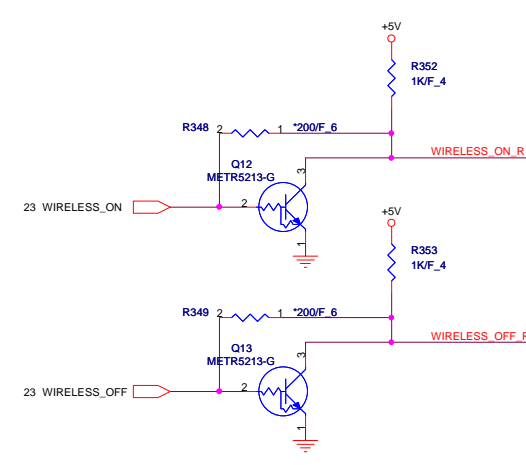 +5V
R352
1K/F_4
R348 2 1 *200/F_6
WIRELESS_ON_R
Q12
METR5213-G
3
23 WIRELESS_ON
2
1
+5V
R353
1K/F_4
R349 2 1 *200/F_6
WIRELESS_OFF_R
Q13
METR5213-G
3
23 WIRELESS_OFF
2
1